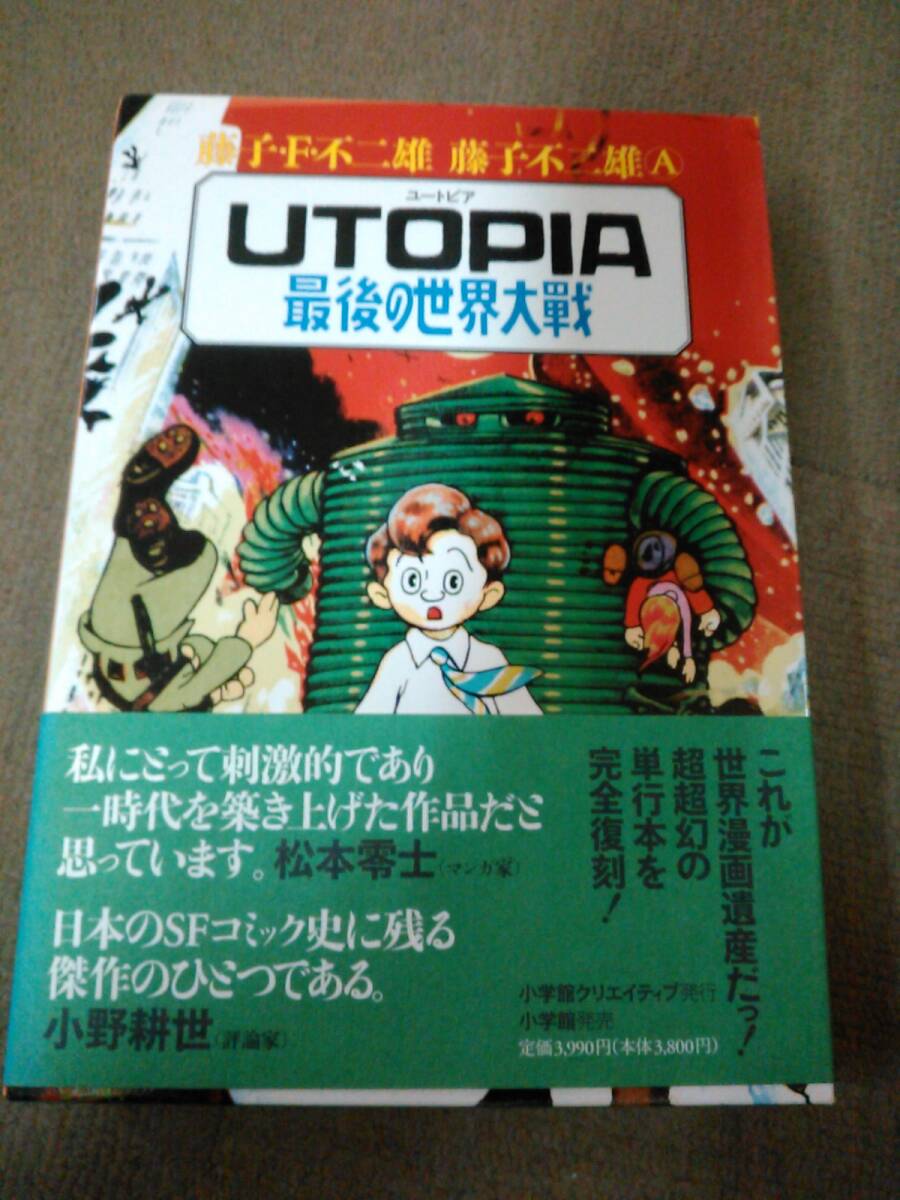 藤子・F・不二雄 藤子不二雄Ⓐ
ユートピア
UTOPIA
最後の世界大戦
私にとって刺激的であり
一時代を築き上げた作品だと
思っています。松本零士(マンガ家)
日本のSFコミック史に残る
傑作のひとつである。
小野耕世(評論家)
これが
世界漫画遺産だっ!
超超幻の
単行本を
完全復刻!
小学館クリエイティブ発行
小学館発売
定価3,990円(本体3,800円)